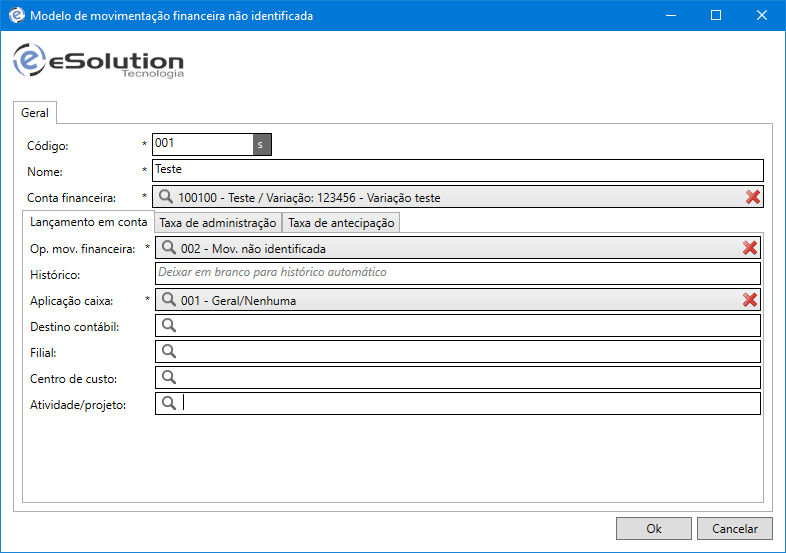 Modelo de movimentação financeira não identificada
eSolution
Tecnologia
Geral
Código: * 001 s
Nome: * Teste
Conta financeira: * 100100 - Teste / Variação: 123456 - Variação teste
Lançamento em conta Taxa de administração Taxa de antecipação
Op. mov. financeira: * 002 - Mov. não identificada
Histórico: Deixar em branco para histórico automático
Aplicação caixa: * 001 - Geral/Nenhuma
Destino contábil:
Filial:
Centro de custo:
Atividade/projeto:
Ok Cancelar